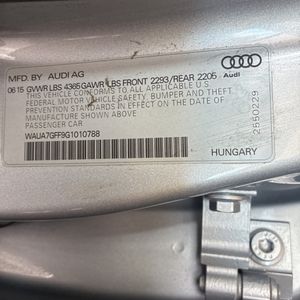 MFD. BY AUDI AG
06 15 GVWR LBS 4365 GAWR LBS FRONT 2293/REAR 2205
THIS VEHICLE CONFORMS TO ALL APPLICABLE U.S.
FEDERAL MOTOR VEHICLE SAFETY, BUMPER, AND THEFT
PREVENTION STANDARDS IN EFFECT ON THE DATE OF
MANUFACTURE SHOWN ABOVE
PASSENGER CAR
WAUA7GFF9G1010788
Audi
2550229
HUNGARY